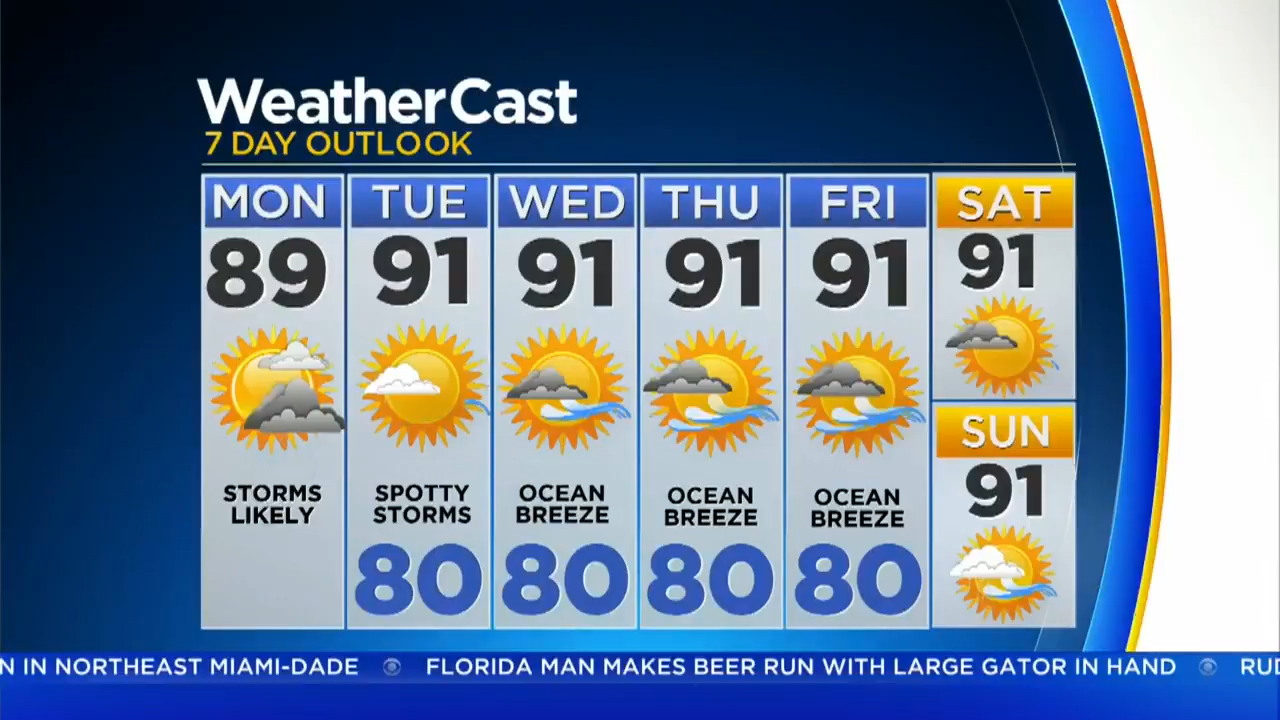 WeatherCast
7 DAY OUTLOOK
MON
89
STORMS
LIKELY
TUE
91
SPOTTY
STORMS
80
WED
91
OCEAN
BREEZE
80
THU
91
OCEAN
BREEZE
80
FRI
91
OCEAN
BREEZE
80
SAT
91
SUN
91
N IN NORTHEAST MIAMI-DADE FLORIDA MAN MAKES BEER RUN WITH LARGE GATOR IN HAND RUD